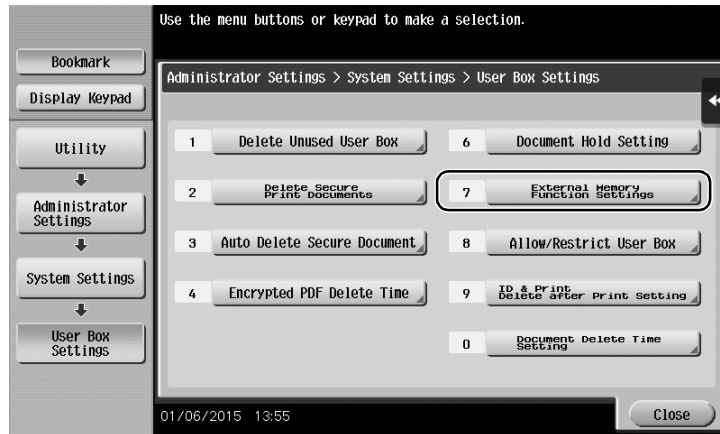 Use the menu buttons or keypad to make a selection.
Bookmark
Display Keypad
Utility
Administrator
Settings
System Settings
User Box
Settings
Administrator Settings > System Settings > User Box Settings
1 Delete Unused User Box
2 Delete Secure
Print Documents
3 Auto Delete Secure Document
4 Encrypted PDF Delete Time
6 Document Hold Setting
7 External Memory
Function Settings
8 Allow/Restrict User Box
9 ID & Print
Delete after Print Setting
0 Document Delete Time
Setting
01/06/2015 13:55
Close